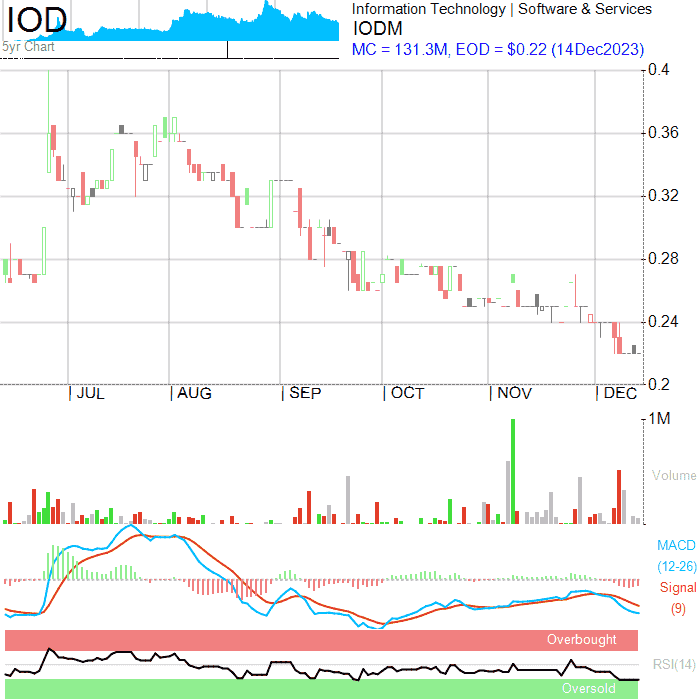 IOD
5yr Chart
Information Technology | Software & Services
IODM
MC = 131.3M, EOD = $0.22 (14Dec2023)
0.4
0.36
0.32
0.28
0.24
0.2
JUL
AUG
SEP
OCT
NOV
DEC
1M
Volume
MACD
(12-26)
Signal
(9)
Overbought
RSI(14)
Oversold